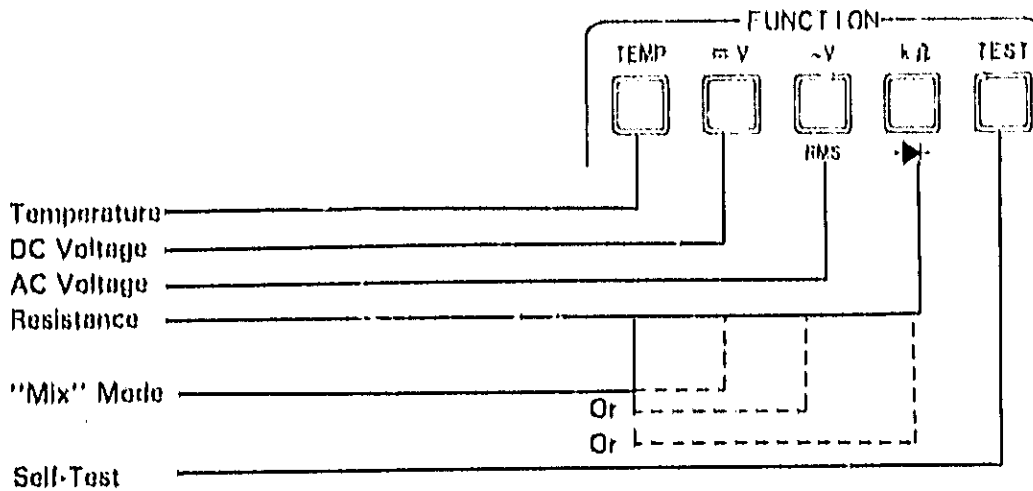 FUNCTION
TEMP mV ~V kΩ TEST
RMS
Temperature
DC Voltage
AC Voltage
Resistance
"Mix" Mode
Or
Or
Self-Test